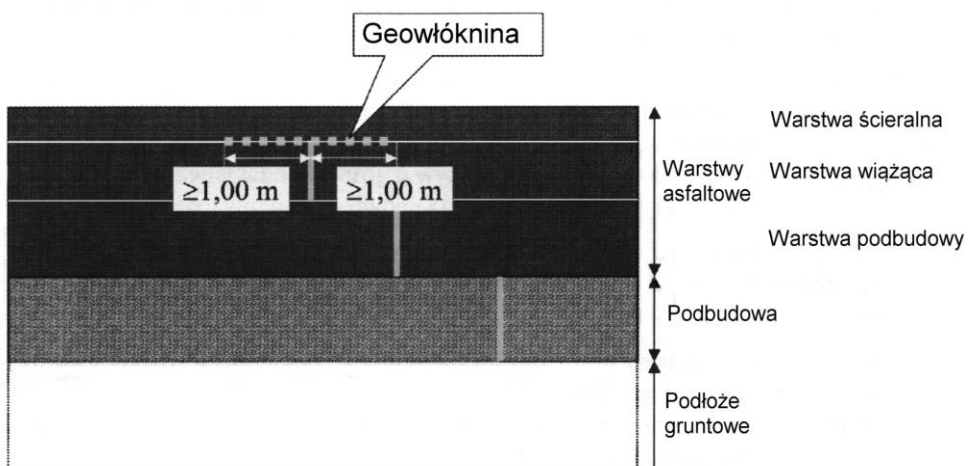 Geowłóknina
Warstwa ścieralna
≥1,00 m
≥1,00 m
Warstwy
asfaltowe
Warstwa wiążąca
Warstwa podbudowy
Podbudowa
Podłoże
gruntowe